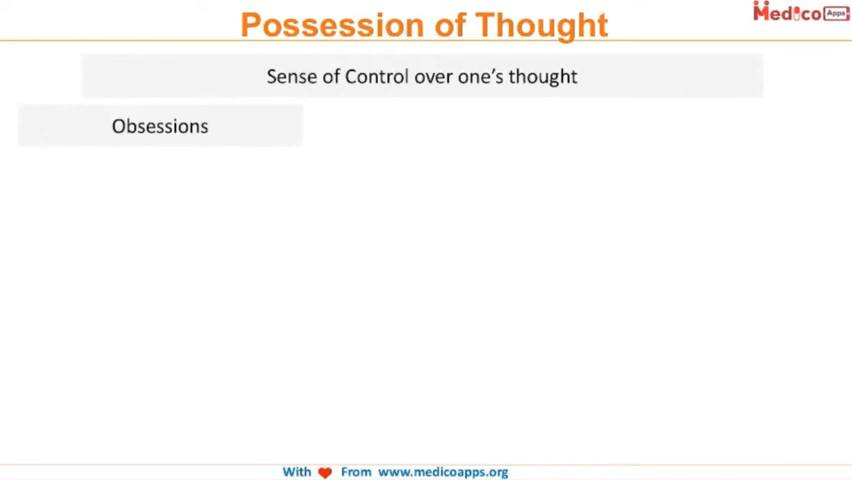 Possession of Thought
Medico Apps
Sense of Control over one's thought
Obsessions
With From www.medicoapps.org